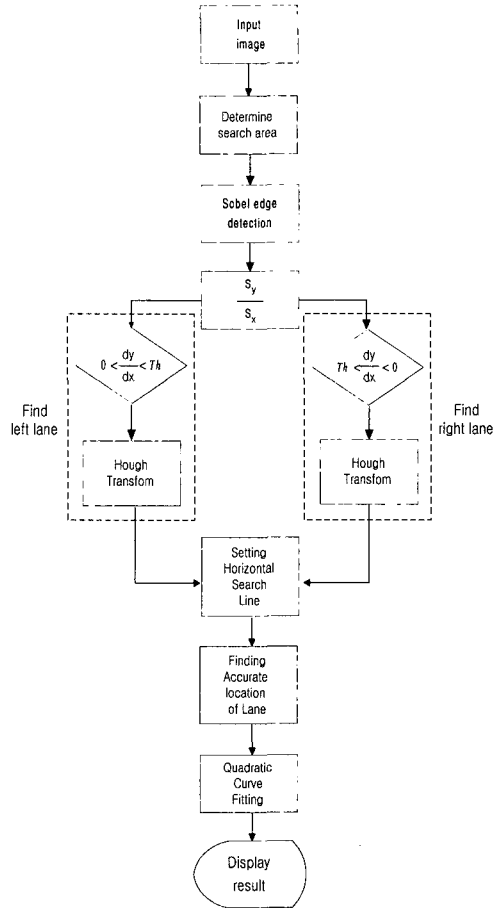 Input
image
Determine
search area
Sobel edge
detection
S_y
S_x
0 < dy/dx < Th
Th < dy/dx < 0
Find
left lane
Find
right lane
Hough
Transfom
Hough
Transfom
Setting
Horizontal
Search
Line
Finding
Accurate
location
of Lane
Quadratic
Curve
Fitting
Display
result